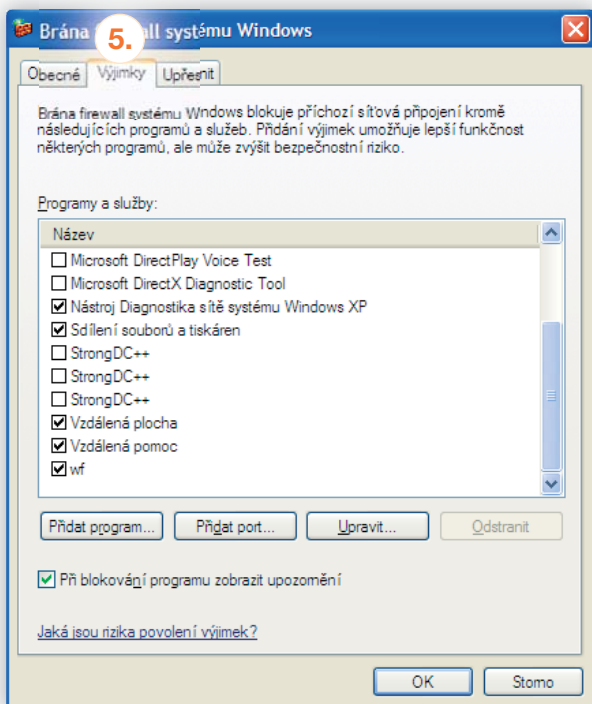 Brána all systému Windows
5.
Obecné Výjimky Upřesnit
Brána firewall systému Windows blokuje příchozí síťová připojení kromě
následujících programů a služeb. Přidání výjimek umožňuje lepší funkčnost
některých programů, ale může zvýšit bezpečnostní riziko.
Programy a služby:
Název
Microsoft DirectPlay Voice Test
Microsoft DirectX Diagnostic Tool
Nástroj Diagnostika sítě systému Windows XP
Sdílení souborů a tiskáren
StrongDC++
StrongDC++
StrongDC++
Vzdálená plocha
Vzdálená pomoc
wf
Přidat program... Přidat port... Upravit... Odstranit
Při blokování programu zobrazit upozornění
Jaká jsou rizika povolení výjimek?
OK Storno